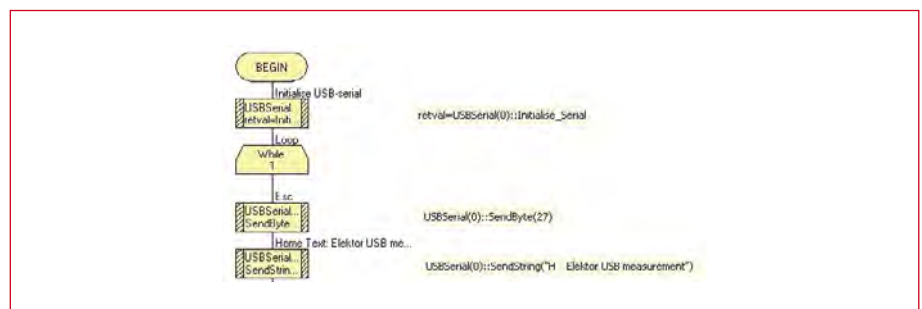 BEGIN
Initialise USB-serial
USBSerial
retval=Initi...
retval=USBSerial(0)::Initialise_Serial
Loop
While
1
Esc
USBSerial...
SendByte
USBSerial(0)::SendByte(27)
Home Text: Elektor USB me...
USBSerial...
SendStrin...
USBSerial(0)::SendString("H Elektor USB measurement")